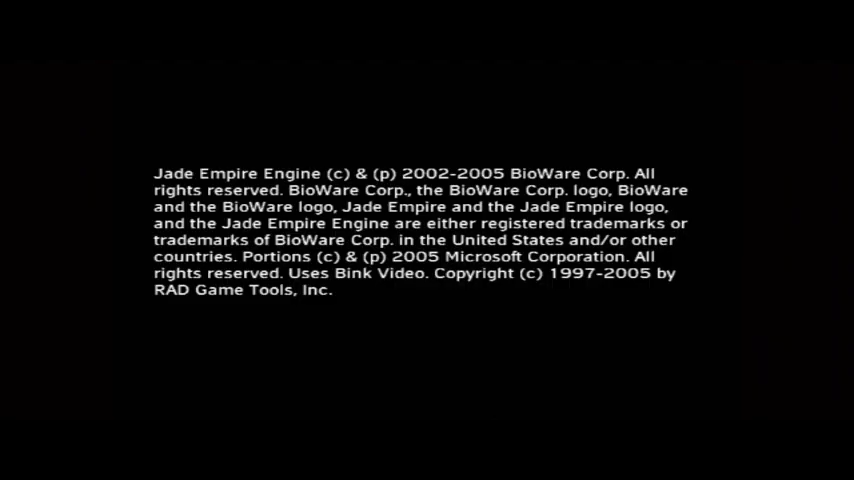 Jade Empire Engine (c) & (p) 2002-2005 BioWare Corp. All
rights reserved. BioWare Corp., the BioWare Corp. logo, BioWare
and the BioWare logo, Jade Empire and the Jade Empire logo,
and the Jade Empire Engine are either registered trademarks or
trademarks of BioWare Corp. in the United States and/or other
countries. Portions (c) & (p) 2005 Microsoft Corporation. All
rights reserved. Uses Bink Video. Copyright (c) 1997-2005 by
RAD Game Tools, Inc.